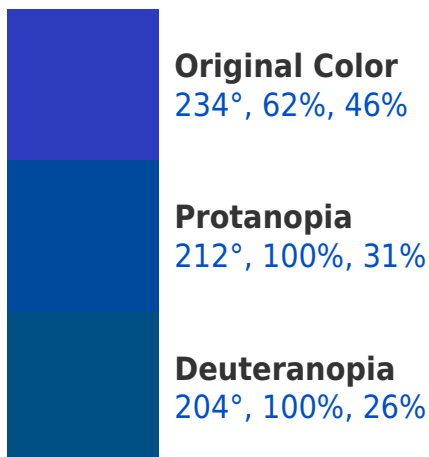 Original Color
234°, 62%, 46%
Protanopia
212°, 100%, 31%
Deuteranopia
204°, 100%, 26%